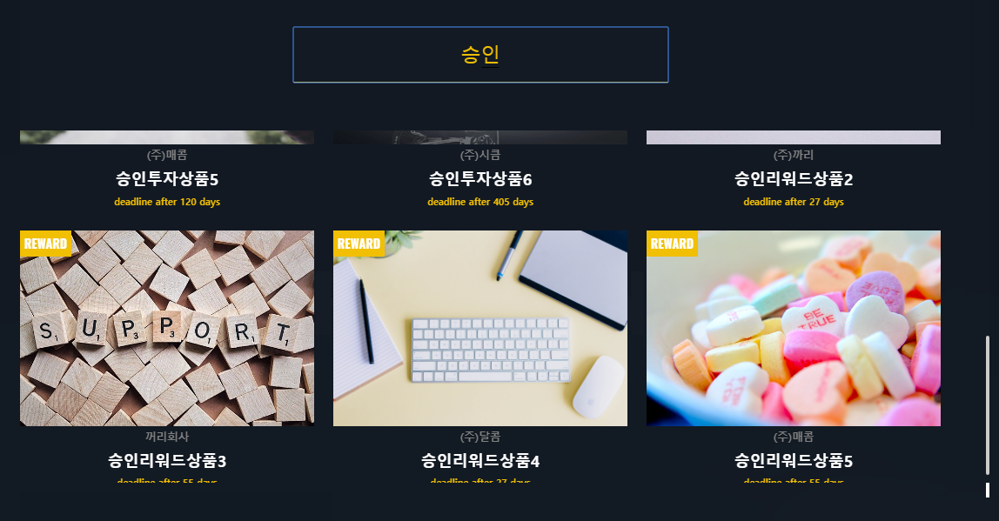 승인
(주)매콤
(주)시큼
(주)까리
승인투자상품5
승인투자상품6
승인리워드상품2
deadline after 120 days
deadline after 405 days
deadline after 27 days
REWARD
REWARD
REWARD
SUPPORT
BE TRUE
꺼리회사
(주)달콤
(주)매콤
승인리워드상품3
승인리워드상품4
승인리워드상품5
deadline after 55 days
deadline after 27 days
deadline after 55 days